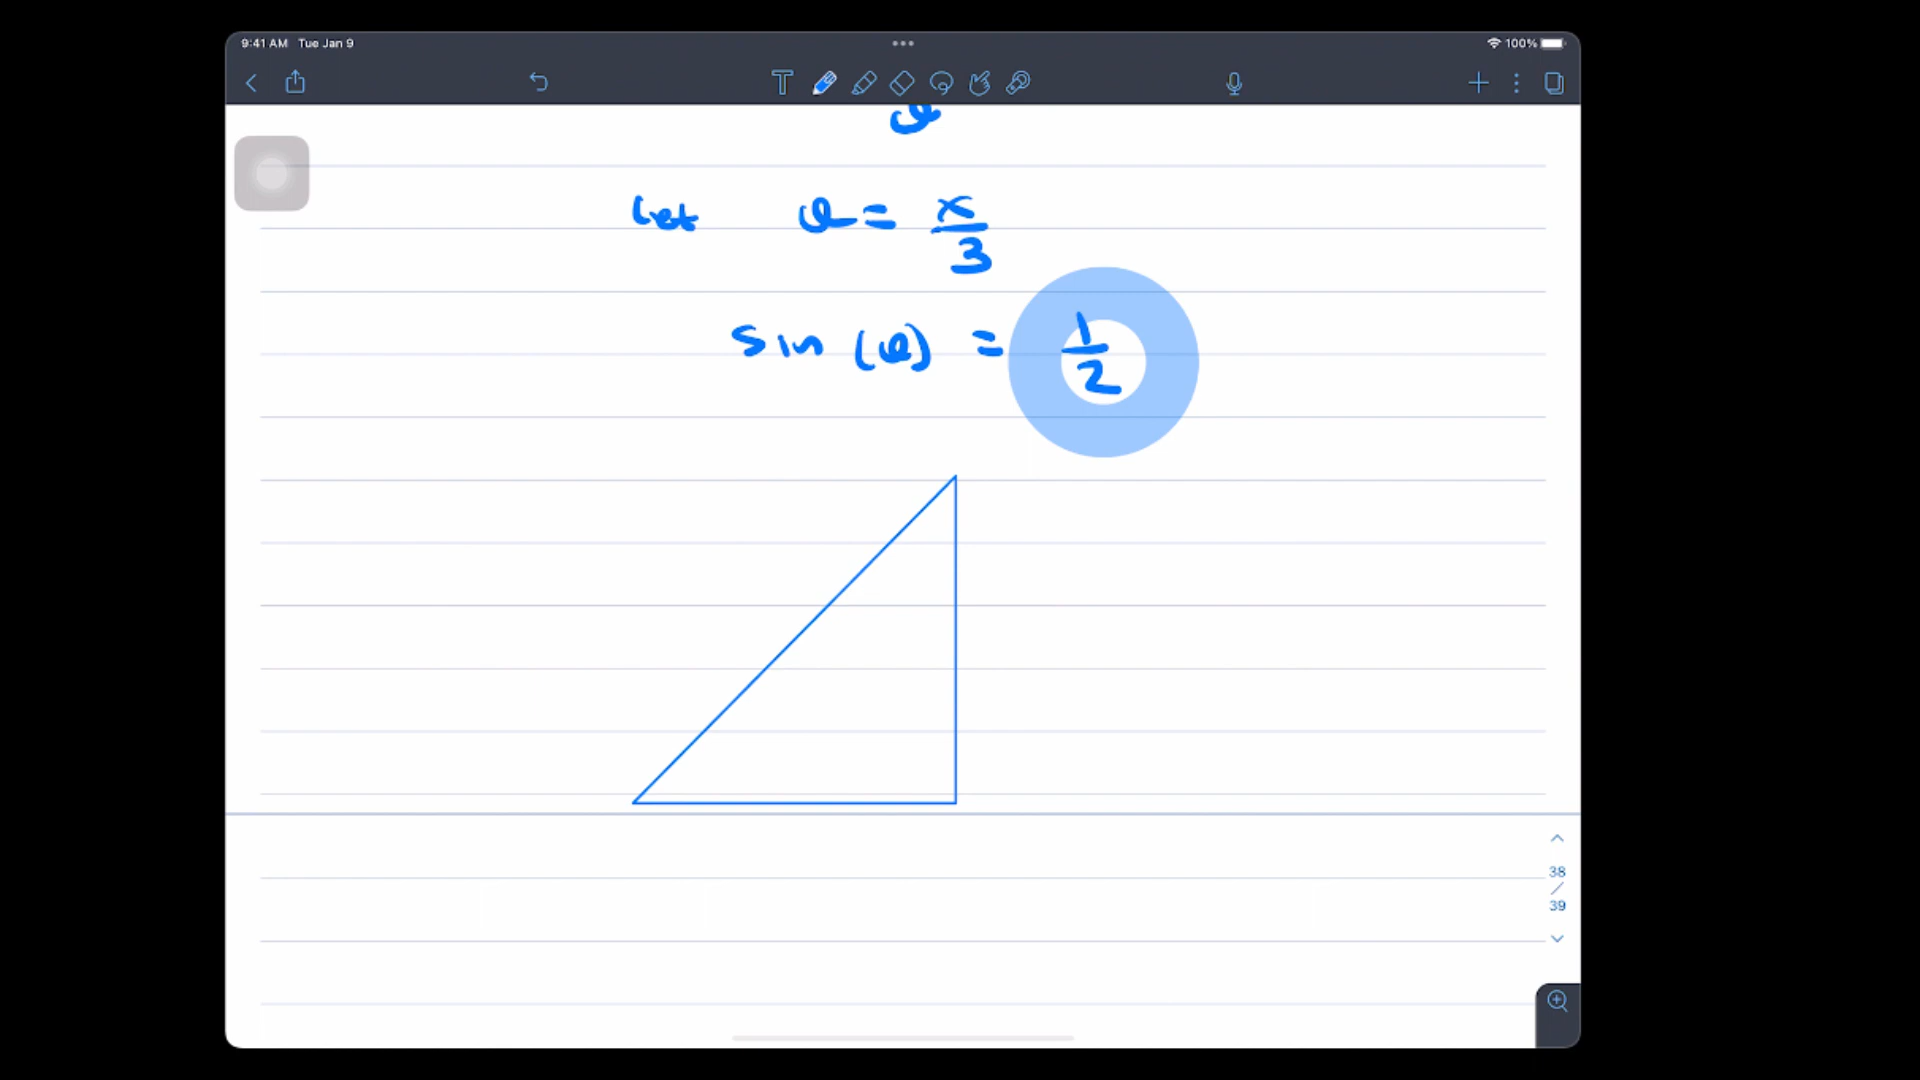 9:41 AM Tue Jan 9
100%
T
θ
Let θ = x/3
sin (θ) = 1/2
38
39